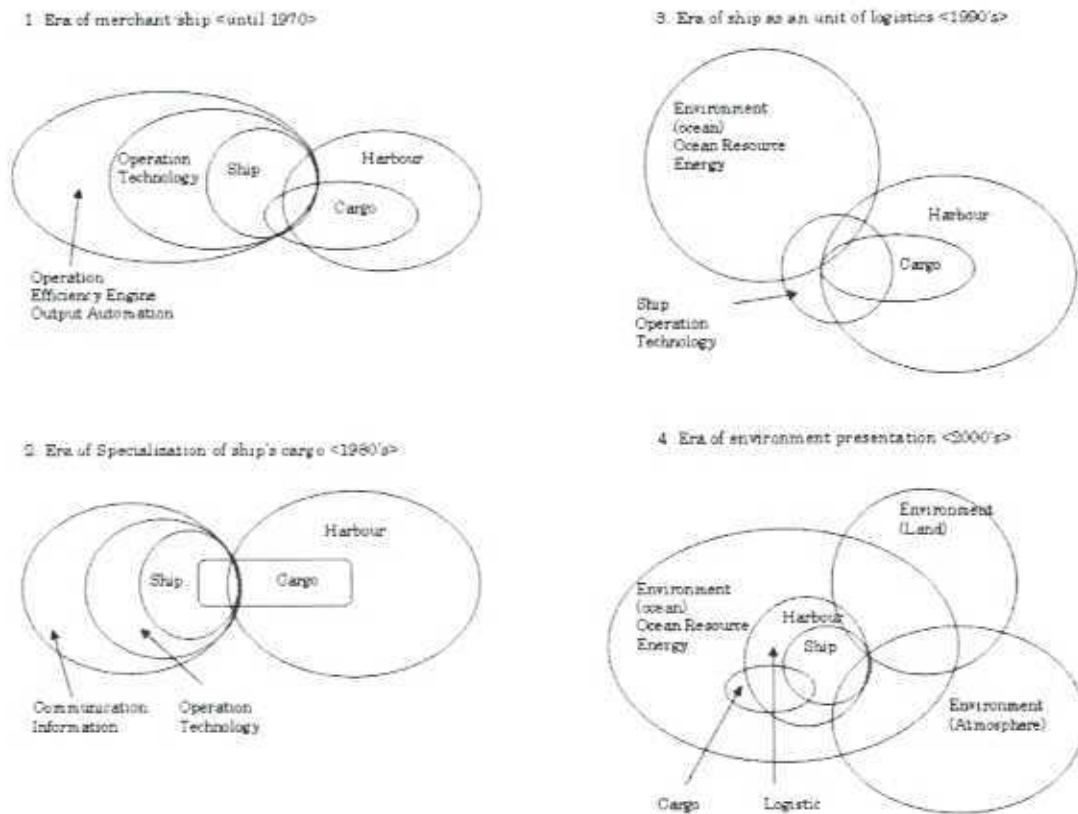 1. Era of merchant ship <until 1970>
Operation
Technology
Ship
Harbour
Cargo
Operation
Efficiency Engine
Output Automation
2. Era of Specialization of ship's cargo <1980's>
Harbour
Ship
Cargo
Communication
Information
Operation
Technology
3. Era of ship as an unit of logistics <1990's>
Environment
(ocean)
Ocean Resource
Energy
Harbour
Cargo
Ship
Operation
Technology
4. Era of environment presentation <2000's>
Environment
(Land)
Environment
(ocean)
Ocean Resource
Energy
Harbour
Ship
Environment
(Atmosphere)
Cargo
Logistic